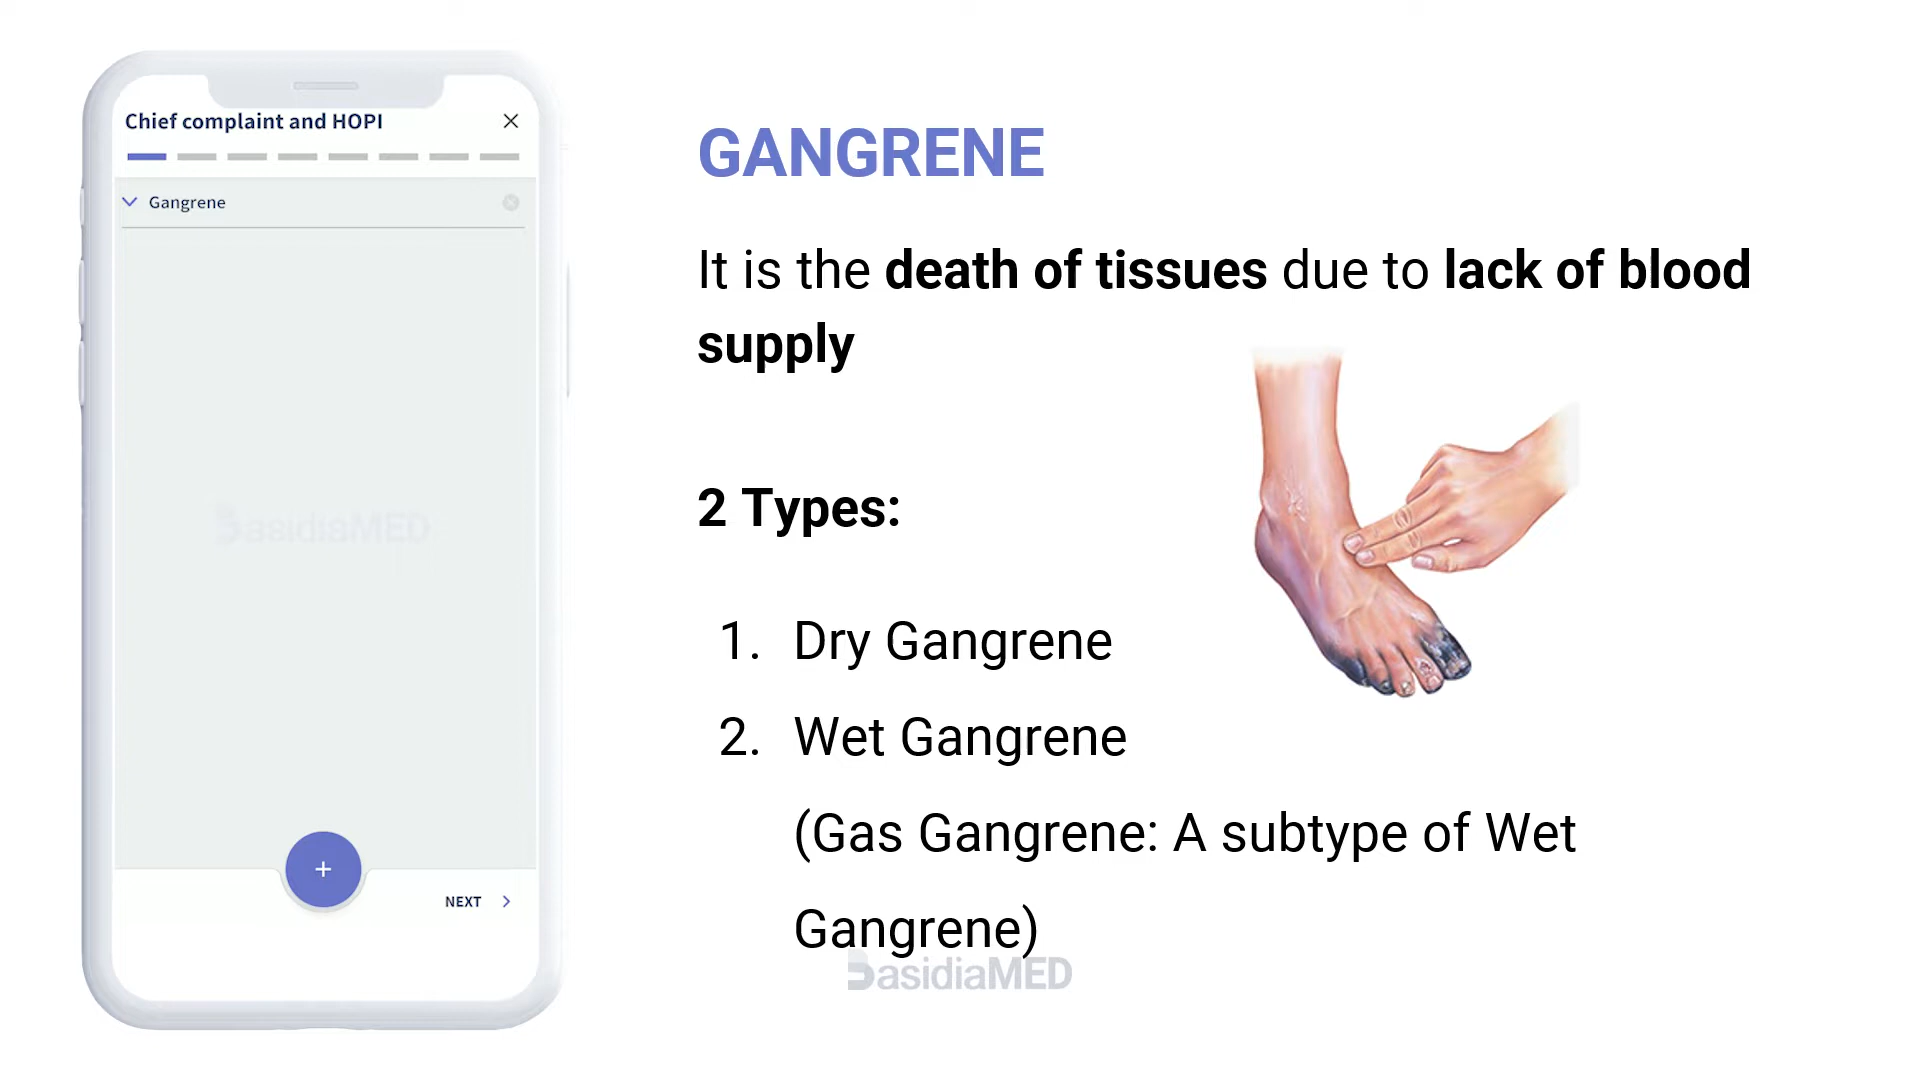 Chief complaint and HOPI
Gangrene
BasidiaMED
+
NEXT
GANGRENE
It is the death of tissues due to lack of blood
supply
2 Types:
1. Dry Gangrene
2. Wet Gangrene
(Gas Gangrene: A subtype of Wet
Gangrene)
BasidiaMED